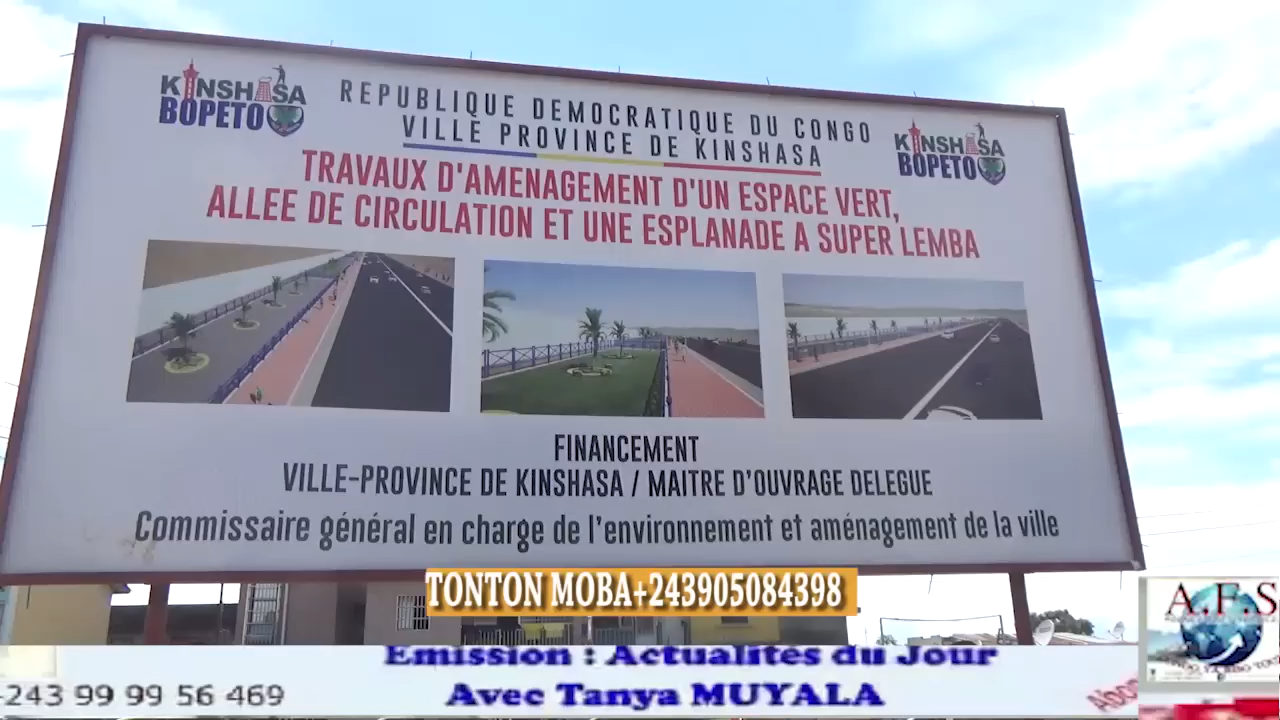 KINSHASA
BOPETO
REPUBLIQUE DEMOCRATIQUE DU CONGO
VILLE PROVINCE DE KINSHASA
KINSHASA
BOPETO
TRAVAUX D'AMENAGEMENT D'UN ESPACE VERT,
ALLEE DE CIRCULATION ET UNE ESPLANADE A SUPER LEMBA
FINANCEMENT
VILLE-PROVINCE DE KINSHASA / MAITRE D'OUVRAGE DELEGUE
Commissaire général en charge de l'environnement et aménagement de la ville
TONTON MOBA+243905084398
A.F.S
Emission : Actualités du Jour
-243 99 99 56 469
Avec Tanya MUYALA